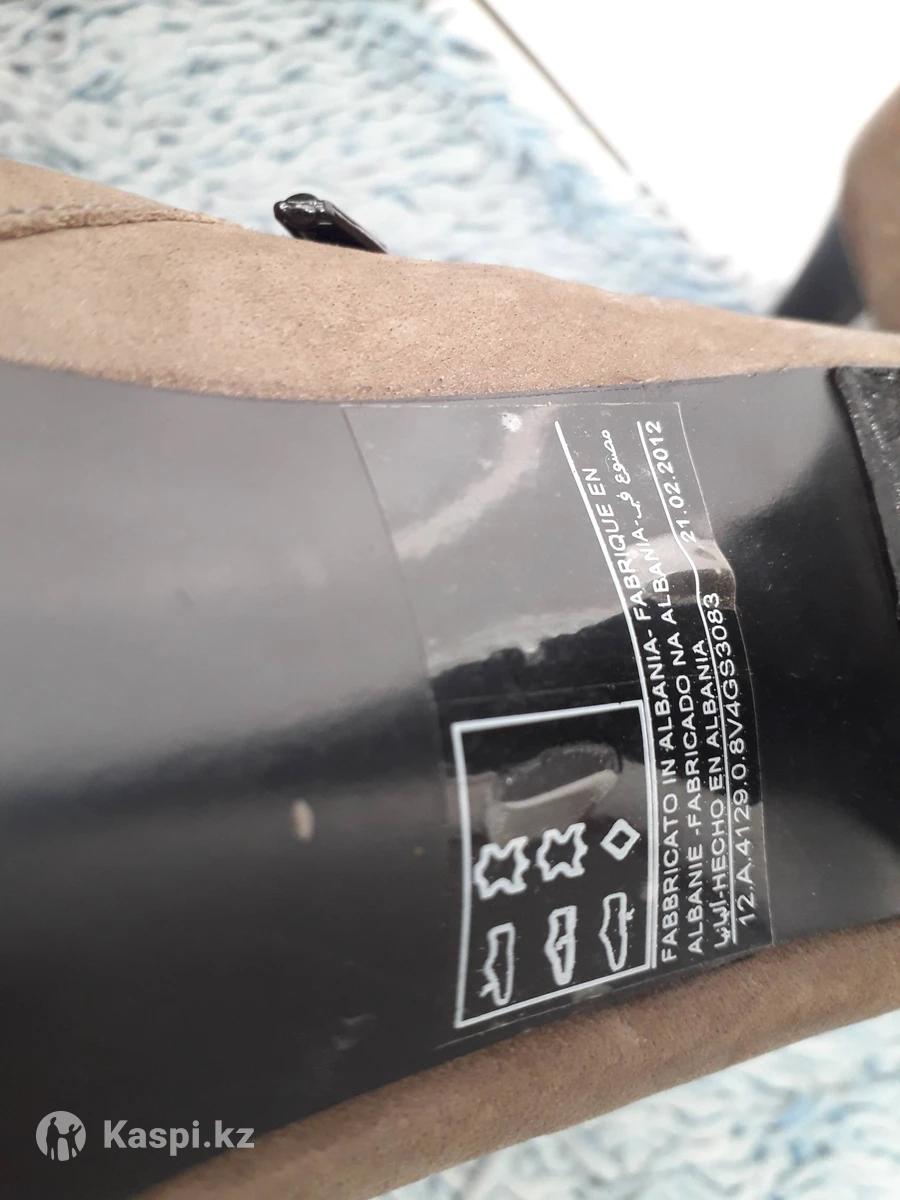 FABBRICATO IN ALBANIA- FABRIQUE EN
ALBANIE -FABRICADO NA ALBANIA-مصنوع في
ألبانيا-HECHO EN ALBANIA
21.02.2012
12.A.4129.0.8V4GS3083
Kaspi.kz